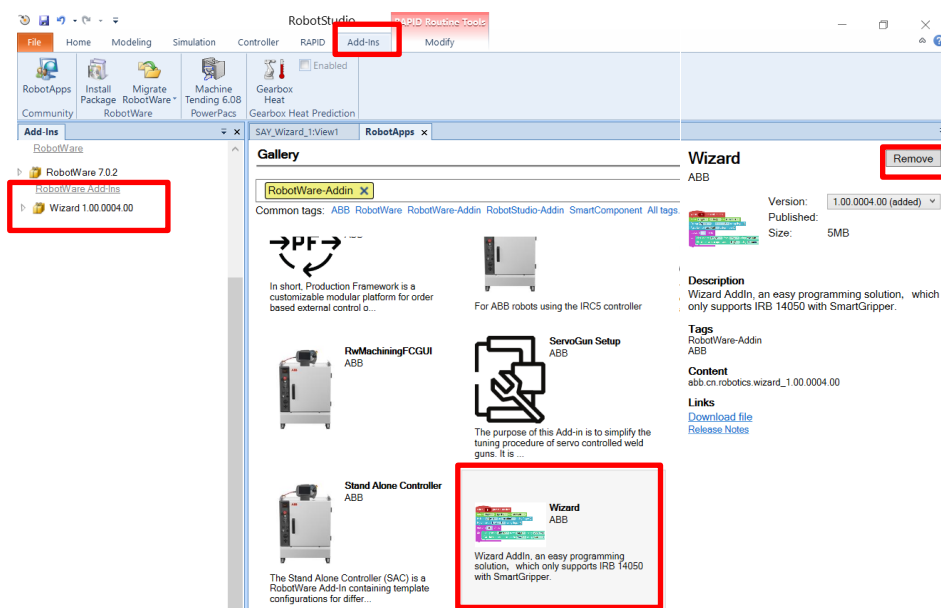 RobotStudio
RAPID Routine Tools
File Home Modeling Simulation Controller RAPID Add-Ins Modify
RobotApps
Install Package
Migrate RobotWare
Machine Tending 6.08
Gearbox Heat
Enabled
Community RobotWare PowerPacs Gearbox Heat Prediction
Add-Ins
RobotWare
RobotWare 7.0.2
RobotWare Add-Ins
Wizard 1.00.0004.00
SAY_Wizard_1:View1 RobotApps
Gallery
RobotWare-Addin
Common tags: ABB RobotWare RobotWare-Addin RobotStudio-Addin SmartComponent All tags.
In short, Production Framework is a
customizable modular platform for order
based external control o...
For ABB robots using the IRC5 controller
RwMachiningFCGUI
ABB
ServoGun Setup
ABB
The purpose of this Add-in is to simplify the
tuning procedure of servo controlled weld
guns. It is ...
Stand Alone Controller
ABB
The Stand Alone Controller (SAC) is a
RobotWare Add-In containing template
configurations for differ...
Wizard
ABB
Wizard AddIn, an easy programming
solution, which only supports IRB 14050
with SmartGripper.
Wizard
Remove
ABB
Version: 1.00.0004.00 (added)
Published:
Size: 5MB
Description
Wizard AddIn, an easy programming solution, which
only supports IRB 14050 with SmartGripper.
Tags
RobotWare-Addin
ABB
Content
abb.cn.robotics.wizard_1.00.0004.00
Links
Download file
Release Notes